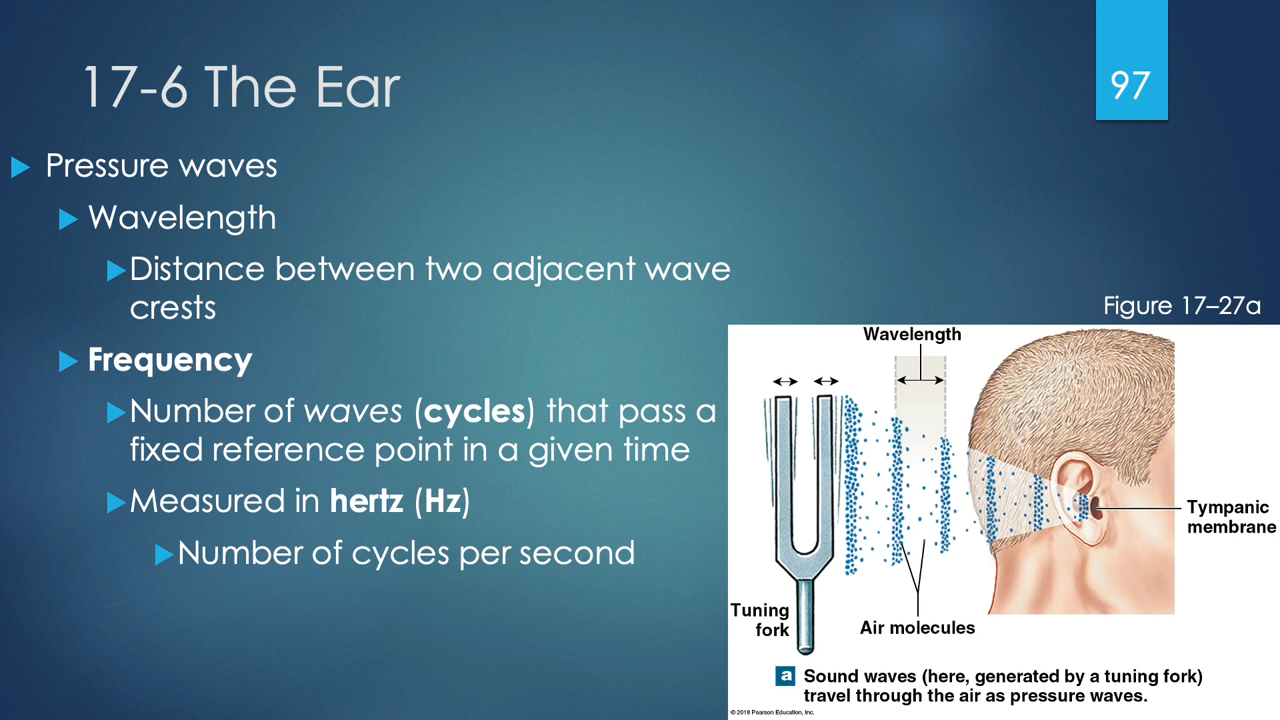 17-6 The Ear
97
Pressure waves
Wavelength
Distance between two adjacent wave
crests
Frequency
Number of waves (cycles) that pass a
fixed reference point in a given time
Measured in hertz (Hz)
Number of cycles per second
Figure 17–27a
Wavelength
Tympanic
membrane
Tuning
fork
Air molecules
a Sound waves (here, generated by a tuning fork)
travel through the air as pressure waves.
© 2018 Pearson Education, Inc.